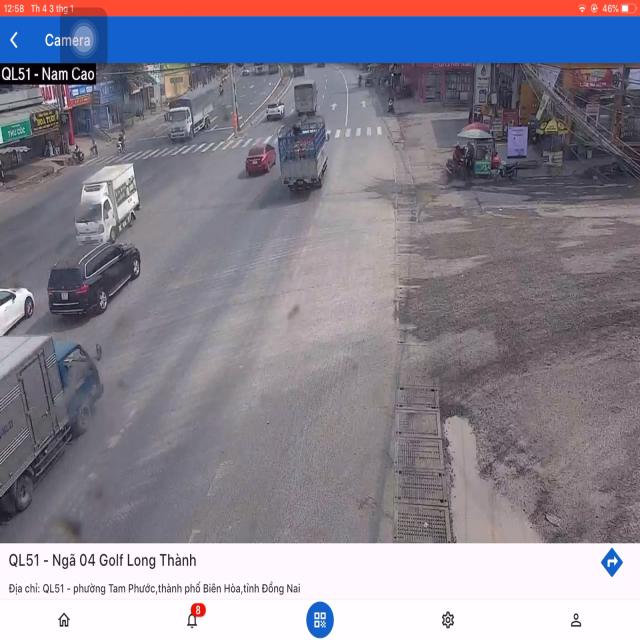 12:58 Th 4 3 thg 1
46%
Camera
QL51 - Nam Cao
THU CÚC
QL51 - Ngã 04 Golf Long Thành
Địa chỉ: QL51 - phường Tam Phước,thành phố Biên Hòa,tỉnh Đồng Nai
8